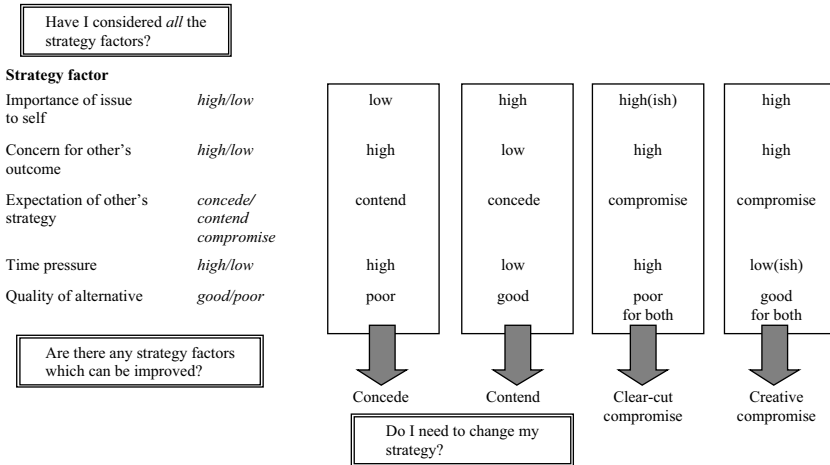 Have I considered all the
strategy factors?
Strategy factor
Importance of issue
to self
high/low
low
high
high(ish)
high
Concern for other's
outcome
high/low
high
low
high
high
Expectation of other's
strategy
concede/
contend
compromise
contend
concede
compromise
compromise
Time pressure
high/low
high
low
high
low(ish)
Quality of alternative
good/poor
poor
good
poor
for both
good
for both
Are there any strategy factors
which can be improved?
Concede
Contend
Clear-cut
compromise
Creative
compromise
Do I need to change my
strategy?